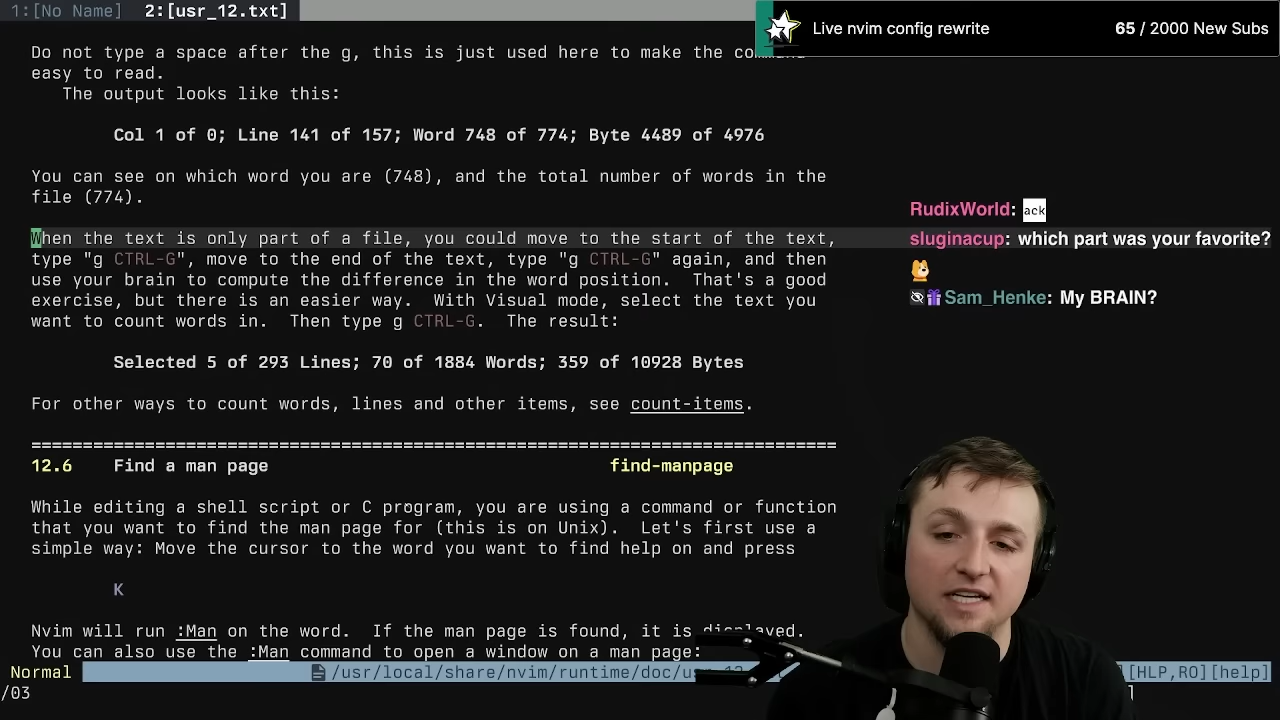 1:[No Name]  2:[usr_12.txt]
Live nvim config rewrite 65 / 2000 New Subs
Do not type a space after the g, this is just used here to make the command
easy to read.
The output looks like this:
Col 1 of 0; Line 141 of 157; Word 748 of 774; Byte 4489 of 4976
You can see on which word you are (748), and the total number of words in the
file (774).
RudixWorld: ack
When the text is only part of a file, you could move to the start of the text,
type "g CTRL-G", move to the end of the text, type "g CTRL-G" again, and then
use your brain to compute the difference in the word position.  That's a good
exercise, but there is an easier way.  With Visual mode, select the text you
want to count words in.  Then type g CTRL-G.  The result:
sluginacup: which part was your favorite?
Sam_Henke: My BRAIN?
Selected 5 of 293 Lines; 70 of 1884 Words; 359 of 10928 Bytes
For other ways to count words, lines and other items, see count-items.
==============================================================================
12.6 Find a man page find-manpage
While editing a shell script or C program, you are using a command or function
that you want to find the man page for (this is on Unix).  Let's first use a
simple way: Move the cursor to the word you want to find help on and press
K
Nvim will run :Man on the word.  If the man page is found, it is displayed.
You can also use the :Man command to open a window on a man page:
Normal /usr/local/share/nvim/runtime/doc/usr_12 [HLP,RO][help]
/03